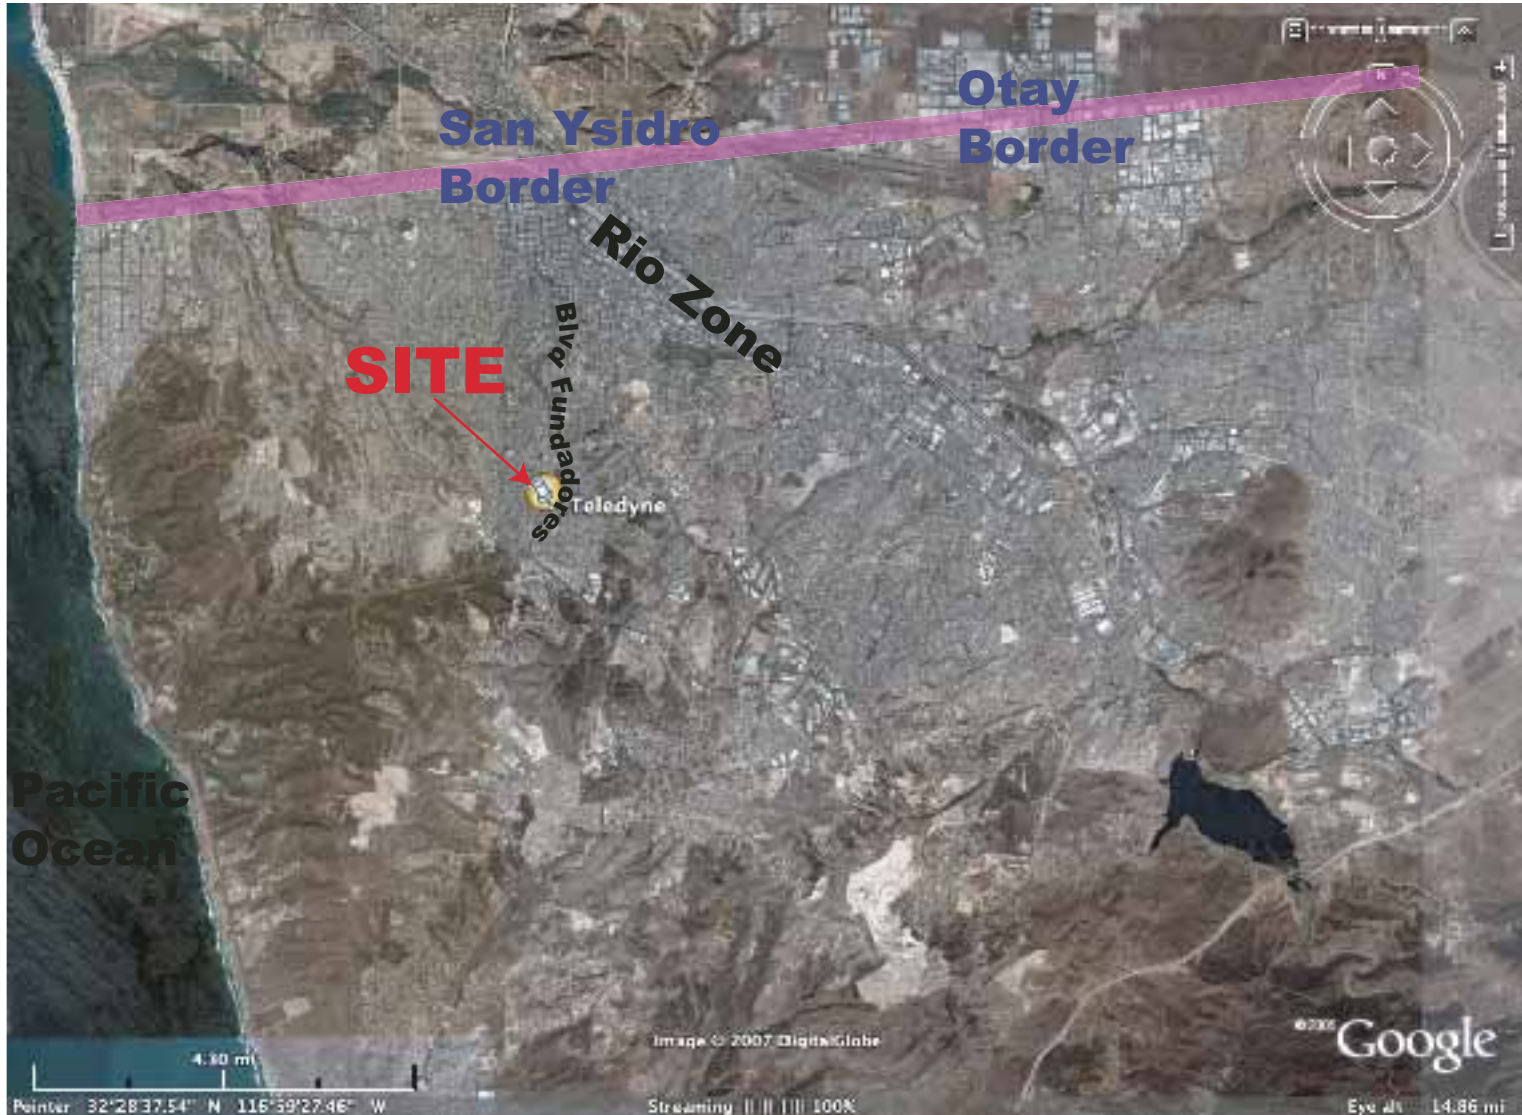 Otay
Border
San Ysidro
Border
Rio Zone
Blvd, Fundadores
SITE
Teledyne
Pacific
Ocean
4.30 mi
Image © 2007 DigitalGlobe
Google
Pointer 32°28'37.54" N 116°59'27.46" W
Streaming 100%
Eye alt 14.86 mi
N